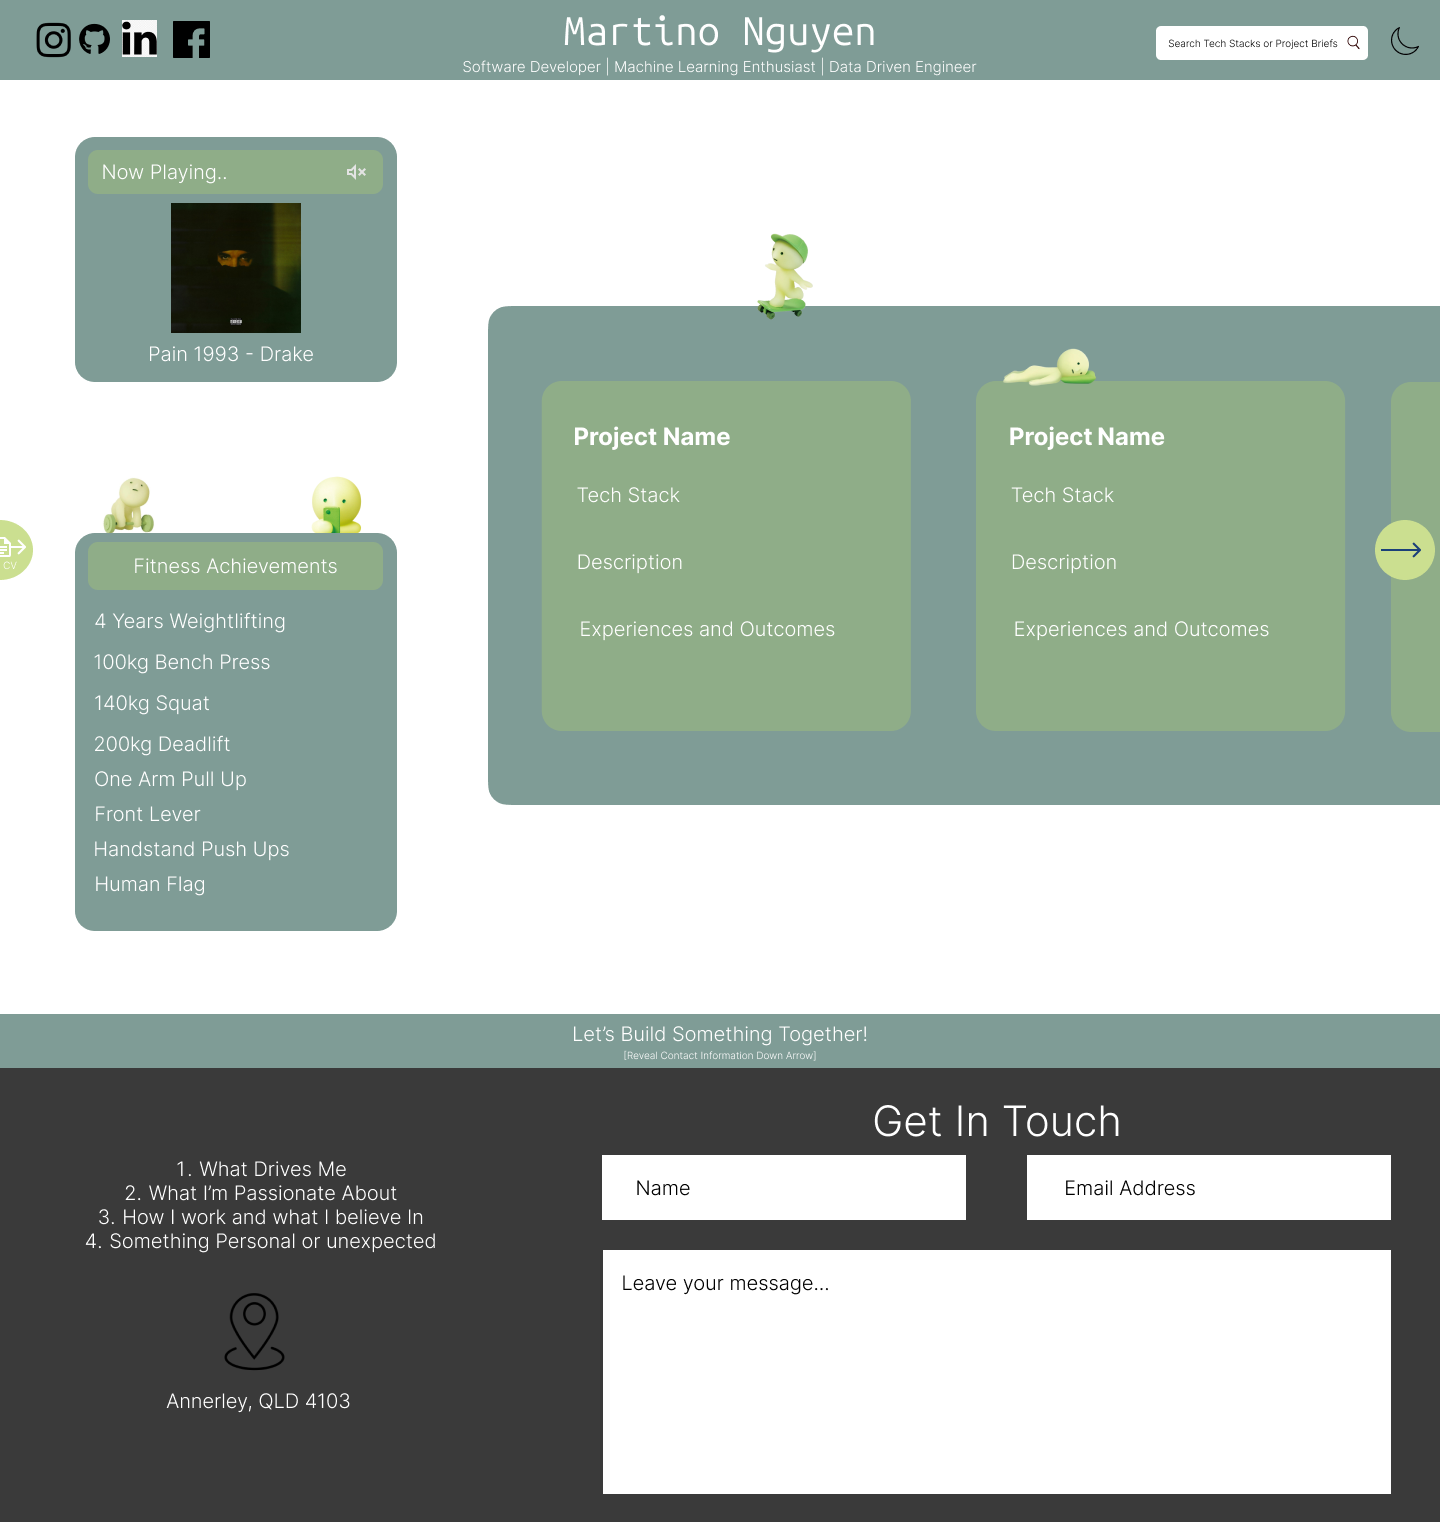 in
Martino Nguyen
Software Developer | Machine Learning Enthusiast | Data Driven Engineer
Search Tech Stacks or Project Briefs
Now Playing..
Pain 1993 - Drake
Fitness Achievements
4 Years Weightlifting
100kg Bench Press
140kg Squat
200kg Deadlift
One Arm Pull Up
Front Lever
Handstand Push Ups
Human Flag
CV
Project Name
Tech Stack
Description
Experiences and Outcomes
Project Name
Tech Stack
Description
Experiences and Outcomes
Let’s Build Something Together!
[Reveal Contact Information Down Arrow]
1. What Drives Me
2. What I’m Passionate About
3. How I work and what I believe In
4. Something Personal or unexpected
Annerley, QLD 4103
Get In Touch
Name
Email Address
Leave your message...